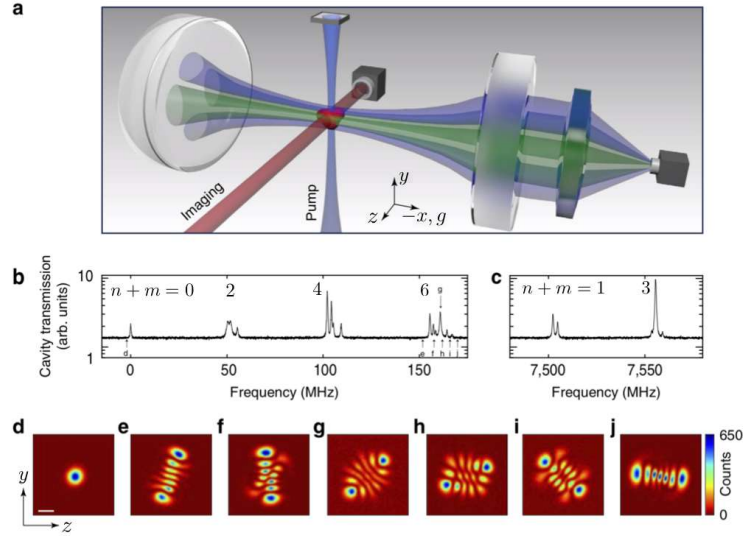 a
Imaging
Pump
y
z
−x, g
b
c
Cavity transmission
(arb. units)
10
1
n + m = 0
2
4
6
g
d
e
f
h
i
j
0
50
100
150
Frequency (MHz)
n + m = 1
3
7,500
7,550
Frequency (MHz)
d
e
f
g
h
i
j
y
z
650
Counts
0